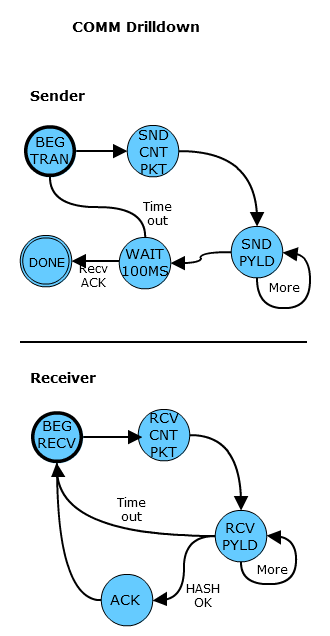 COMM Drilldown
Sender
BEG
TRAN
SND
CNT
PKT
Time
out
SND
PYLD
WAIT
100MS
DONE
Recv
ACK
More
Receiver
BEG
RECV
RCV
CNT
PKT
Time
out
RCV
PYLD
More
HASH
OK
ACK